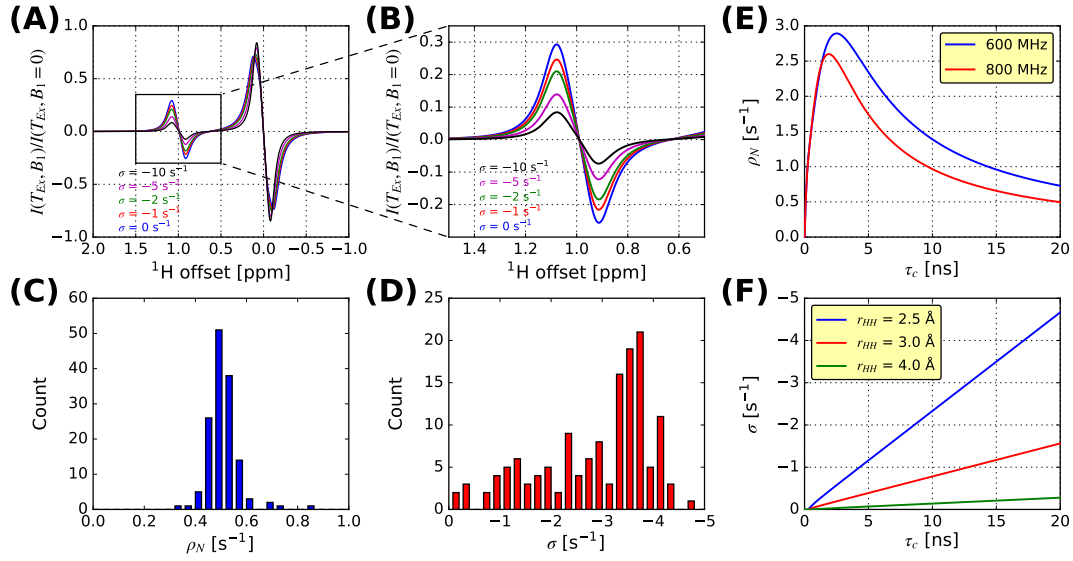 (A)
I(T_Ex, B_1)/(T_Ex, B_1 = 0)
1.0
0.5
0.0
−0.5
−1.0
σ = −10 s⁻¹
σ = −5 s⁻¹
σ = −2 s⁻¹
σ = −1 s⁻¹
σ = 0 s⁻¹
2.0 1.5 1.0 0.5 0.0 −0.5 −1.0
¹H offset [ppm]
(B)
I(T_Ex, B_1)/(T_Ex, B_1 = 0)
0.3
0.2
0.1
0.0
−0.1
−0.2
σ = −10 s⁻¹
σ = −5 s⁻¹
σ = −2 s⁻¹
σ = −1 s⁻¹
σ = 0 s⁻¹
1.4 1.2 1.0 0.8 0.6
¹H offset [ppm]
(E)
ρ_N [s⁻¹]
3.0
2.5
2.0
1.5
1.0
0.5
0.0
600 MHz
800 MHz
0 5 10 15 20
τ_c [ns]
(C)
Count
60
50
40
30
20
10
0
0.0 0.2 0.4 0.6 0.8 1.0
ρ_N [s⁻¹]
(D)
Count
25
20
15
10
5
0
0 −1 −2 −3 −4 −5
σ [s⁻¹]
(F)
σ [s⁻¹]
−5
−4
−3
−2
−1
0
r_HH = 2.5 Å
r_HH = 3.0 Å
r_HH = 4.0 Å
0 5 10 15 20
τ_c [ns]